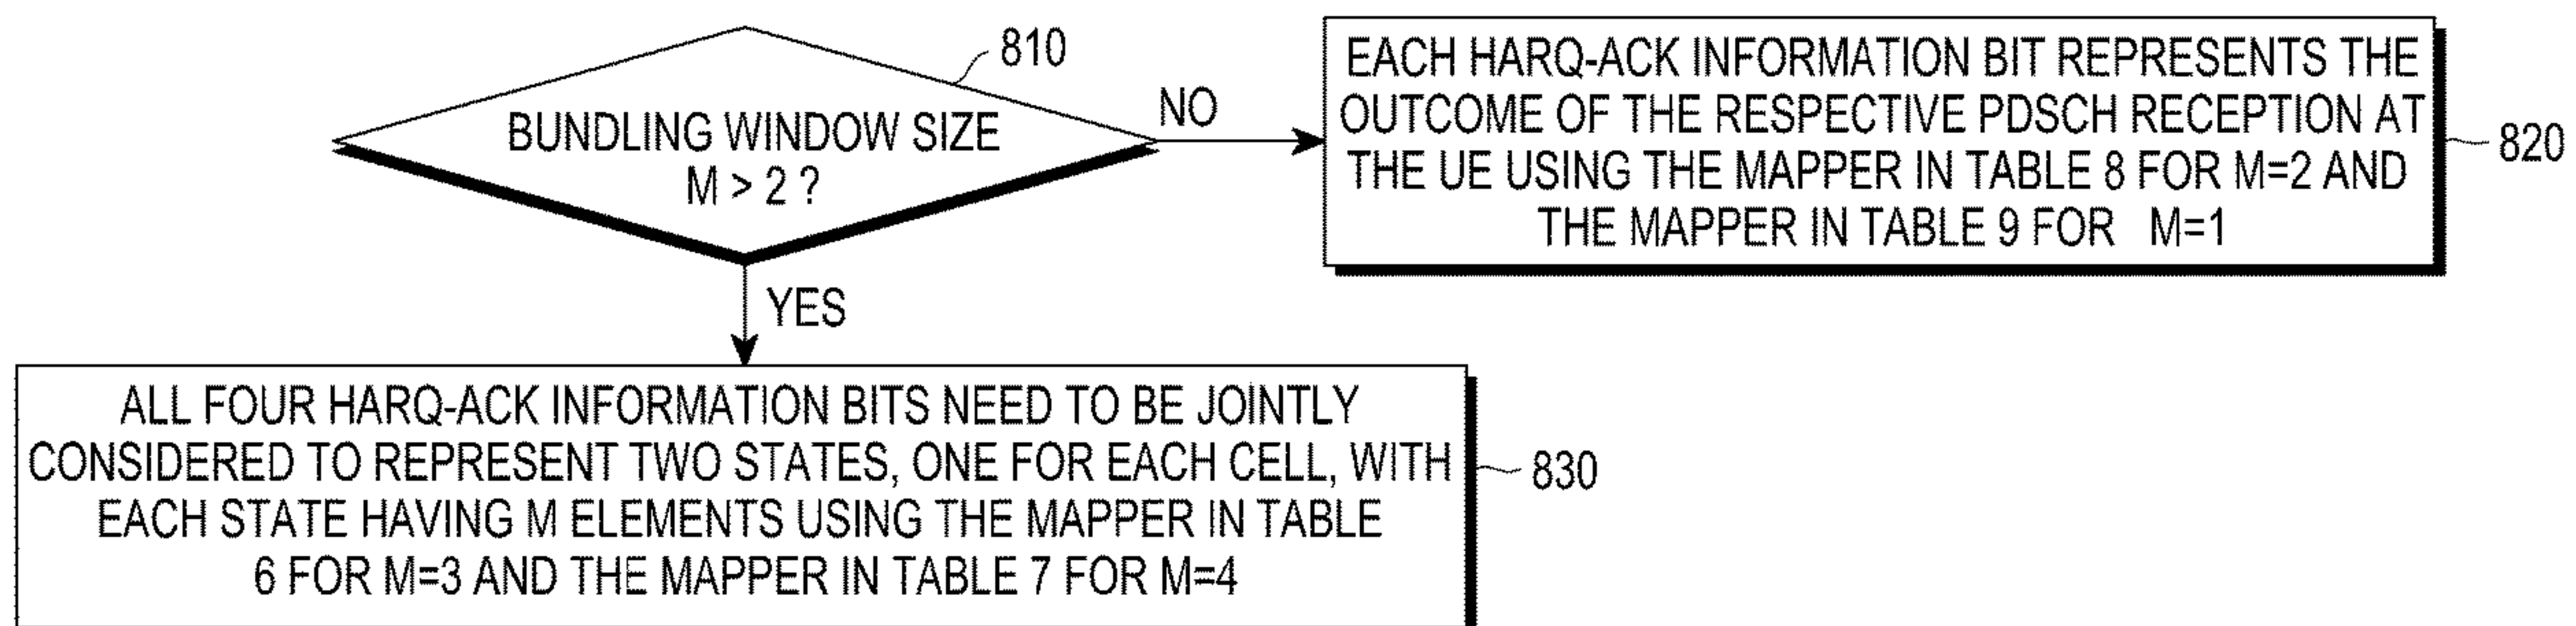 810
BUNDLING WINDOW SIZE
M > 2 ?
NO
EACH HARQ-ACK INFORMATION BIT REPRESENTS THE
OUTCOME OF THE RESPECTIVE PDSCH RECEPTION AT
THE UE USING THE MAPPER IN TABLE 8 FOR M=2 AND
THE MAPPER IN TABLE 9 FOR M=1
820
YES
ALL FOUR HARQ-ACK INFORMATION BITS NEED TO BE JOINTLY
CONSIDERED TO REPRESENT TWO STATES, ONE FOR EACH CELL, WITH
EACH STATE HAVING M ELEMENTS USING THE MAPPER IN TABLE
6 FOR M=3 AND THE MAPPER IN TABLE 7 FOR M=4
830